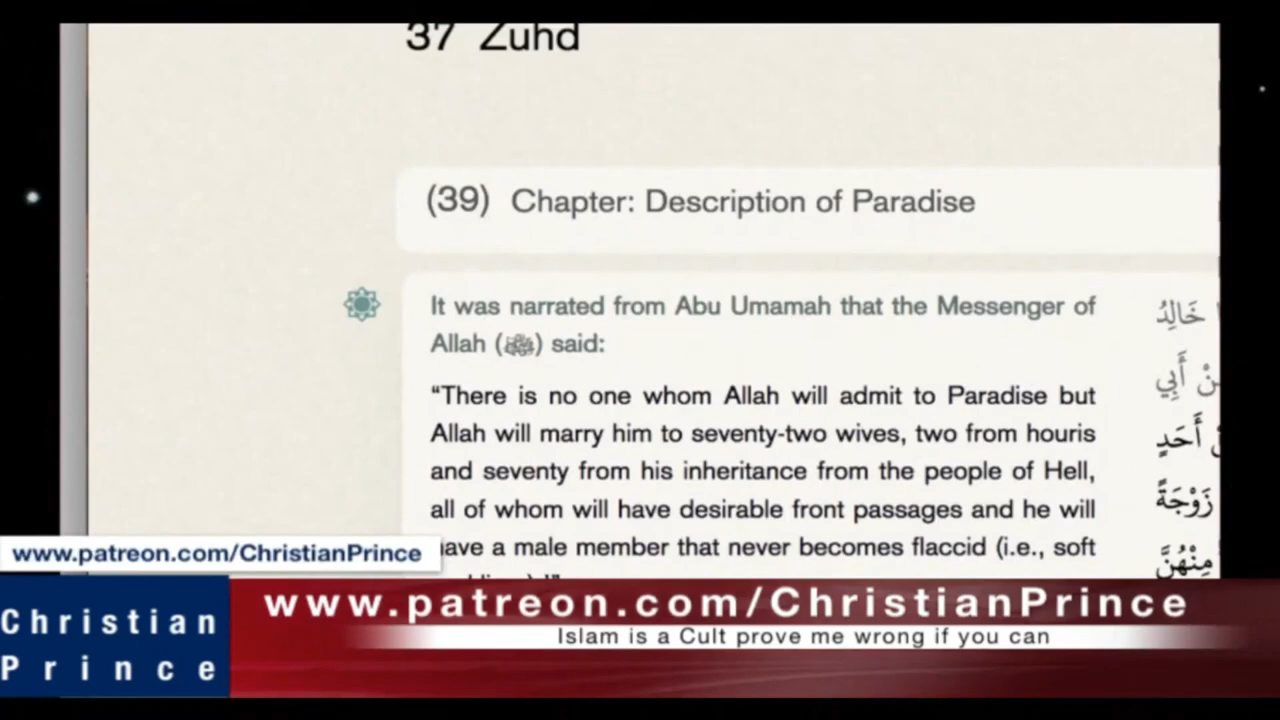 37 Zuhd
(39) Chapter: Description of Paradise
It was narrated from Abu Umamah that the Messenger of
Allah (ﷺ) said:
“There is no one whom Allah will admit to Paradise but
Allah will marry him to seventy-two wives, two from houris
and seventy from his inheritance from the people of Hell,
all of whom will have desirable front passages and he will
have a male member that never becomes flaccid (i.e., soft
خَالِدُ
أَبِي
أَحَدٍ
زَوْجَةً
مِنْهُنَّ
www.patreon.com/ChristianPrince
Christian
Prince
www.patreon.com/ChristianPrince
Islam is a Cult prove me wrong if you can